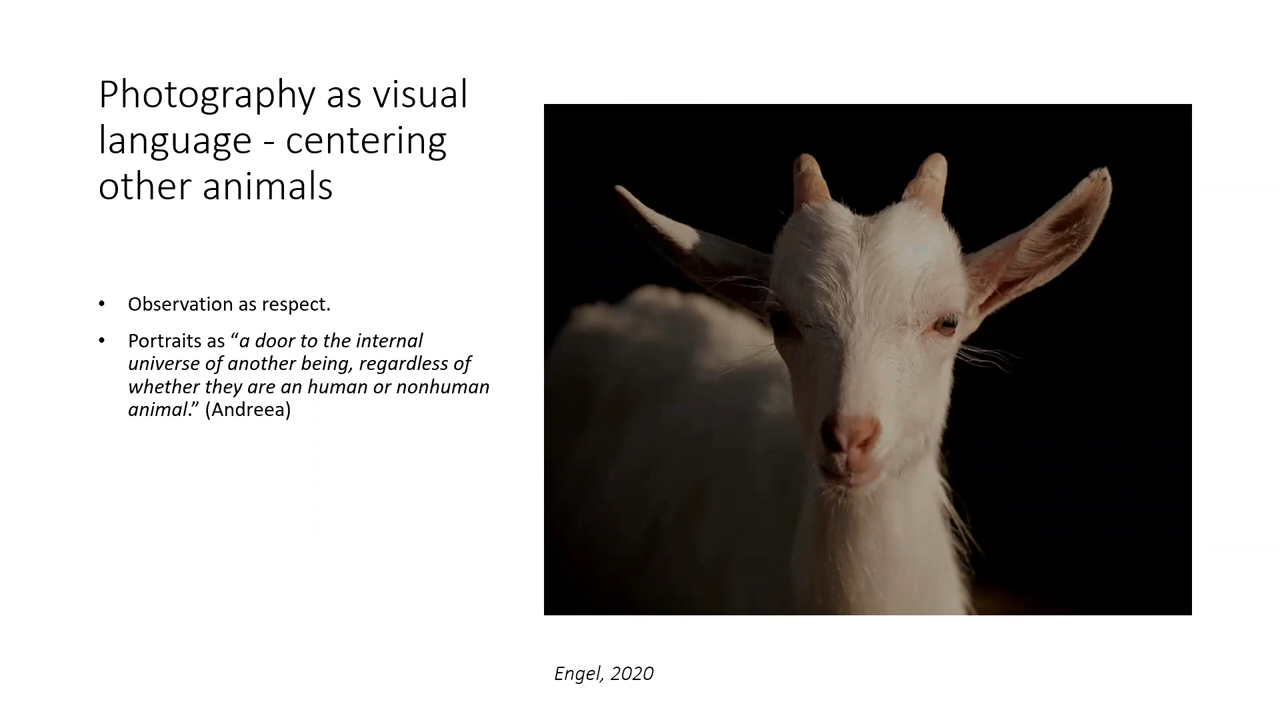 Photography as visual
language - centering
other animals
• Observation as respect.
• Portraits as “a door to the internal
universe of another being, regardless of
whether they are an human or nonhuman
animal.” (Andreea)
Engel, 2020